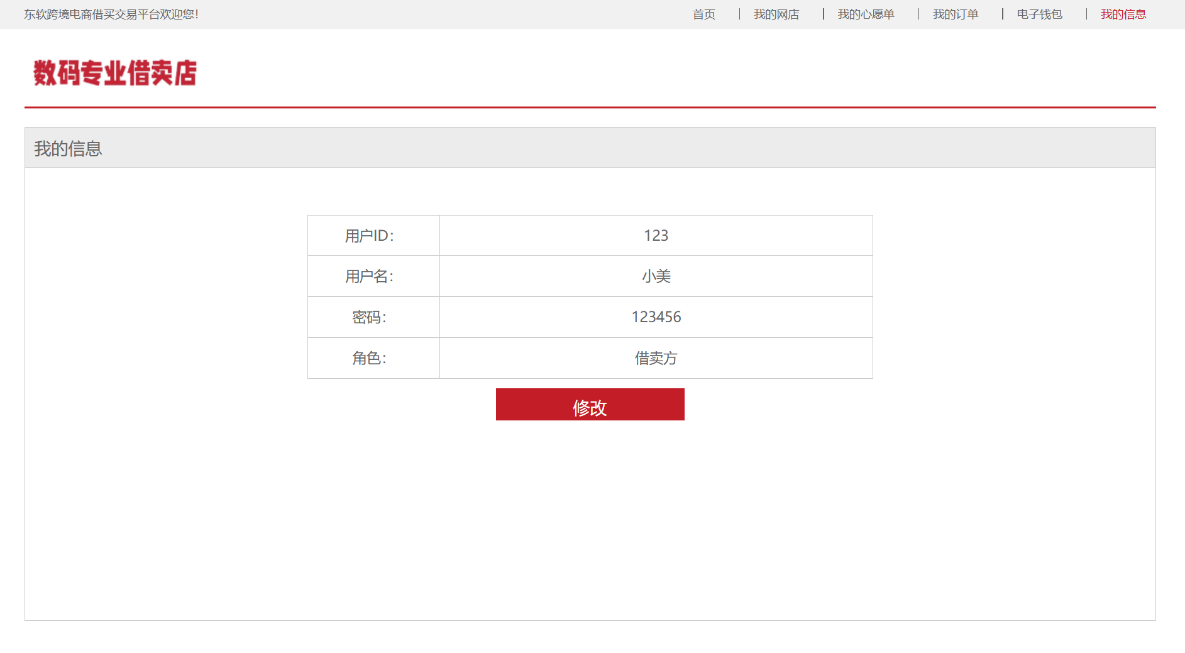 东软跨境电商借买交易平台欢迎您！
首页 | 我的网店 | 我的心愿单 | 我的订单 | 电子钱包 | 我的信息
数码专业借卖店
我的信息
用户ID： 123
用户名： 小美
密码： 123456
角色： 借卖方
修改